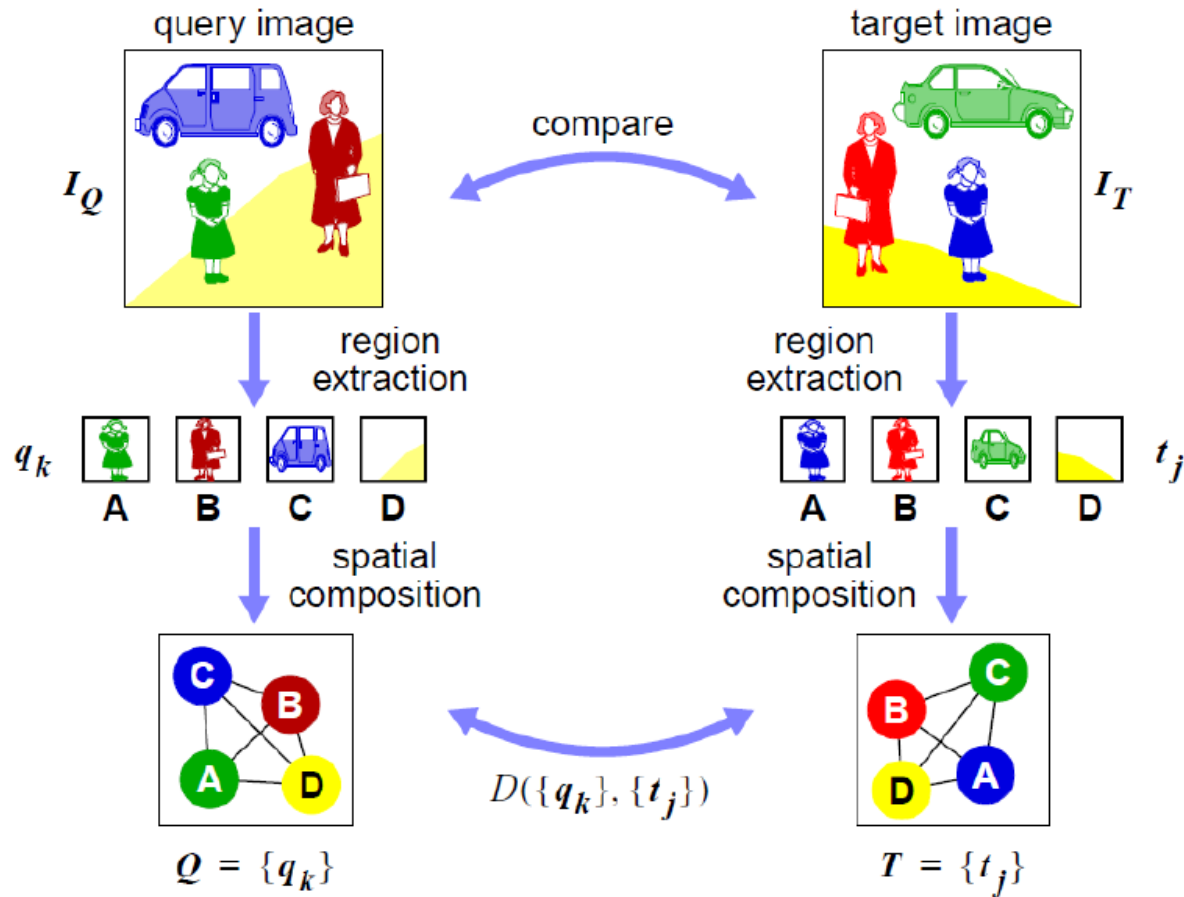 query image
target image
compare
I_Q
I_T
region
extraction
region
extraction
q_k
t_j
A B C D
A B C D
spatial
composition
spatial
composition
C
B
A
D
C
B
D
A
D({q_k}, {t_j})
Q = {q_k}
T = {t_j}